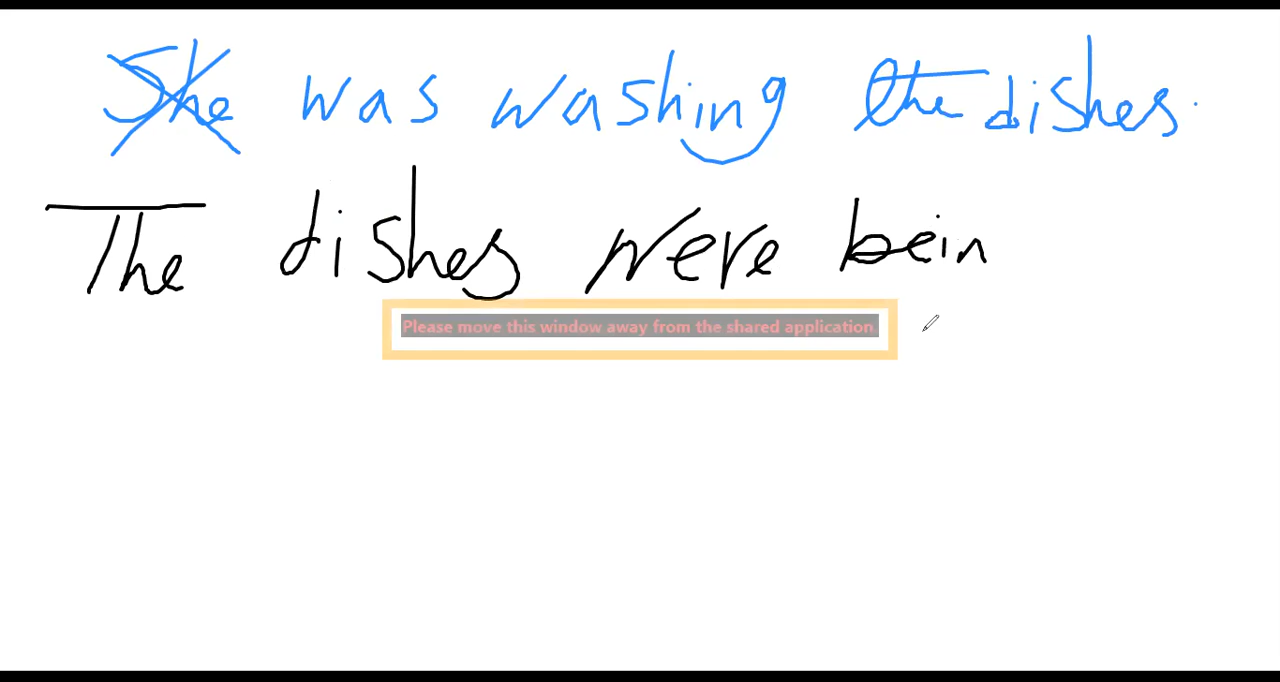 She was washing the dishes.
The dishes were bein
Please move this window away from the shared application.